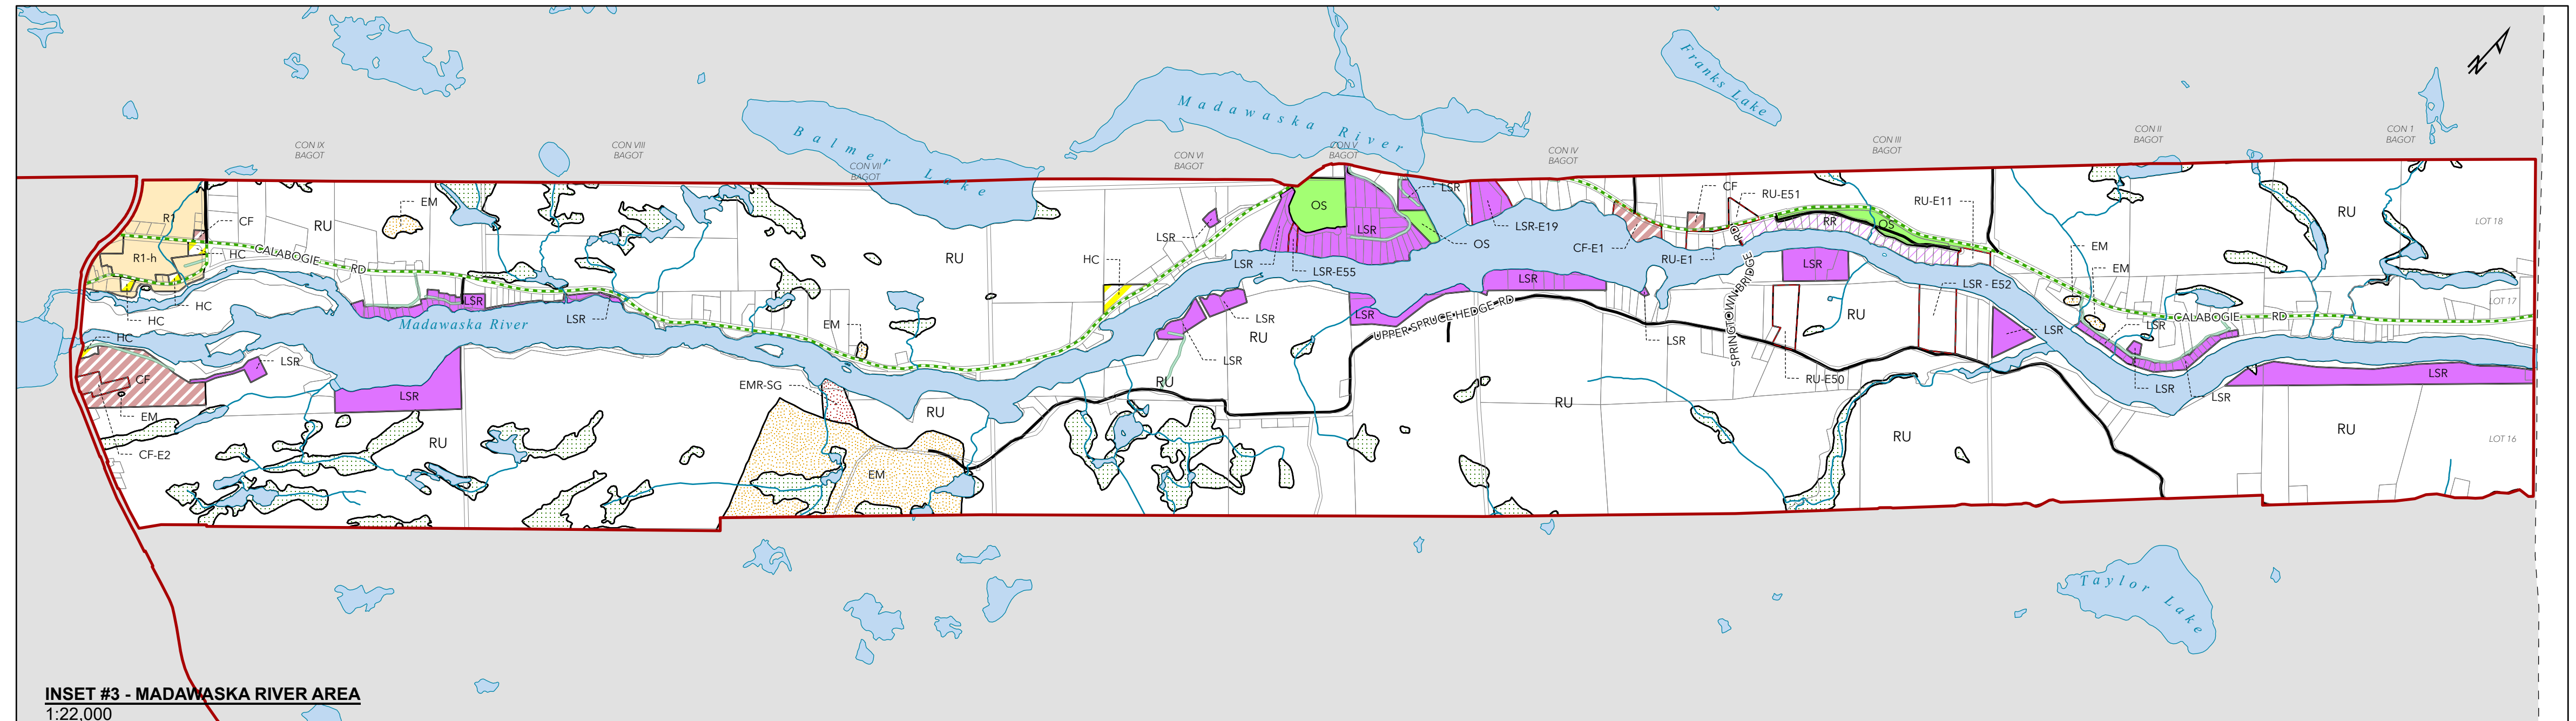 N
Franks Lake
Madawaska River
Balmer Lake
CON IX
BAGOT
CON VIII
BAGOT
CON VII
BAGOT
CON VI
BAGOT
CON V
BAGOT
CON IV
BAGOT
CON III
BAGOT
CON II
BAGOT
CON 1
BAGOT
R1
CF
RU
EM
R1-h
HC
CALABOGIE RD
HC
HC
HC
LSR
LSR
Madawaska River
CF
LSR
EM
CF-E2
LSR
RU
RU
EM
EMR-SG
RU
EM
HC
LSR
OS
LSR
LSR
LSR-E55
LSR
OS
LSR-E19
LSR
LSR
RU
RU
LSR
UPPER SPRUCE HEDGE RD
LSR
CF-E1
CF
RU-E51
RU-E1
SPRINGTOWN BRIDGE RD
RR
OS
RU-E11
LSR
LSR
LSR - E52
RU
RU-E50
RU
RU
LSR
EM
EM
LSR
CALABOGIE RD
LSR
LSR
LSR
RU
LOT 18
LOT 17
RU
LOT 16
Taylor Lake
INSET #3 - MADAWASKA RIVER AREA
1:22,000